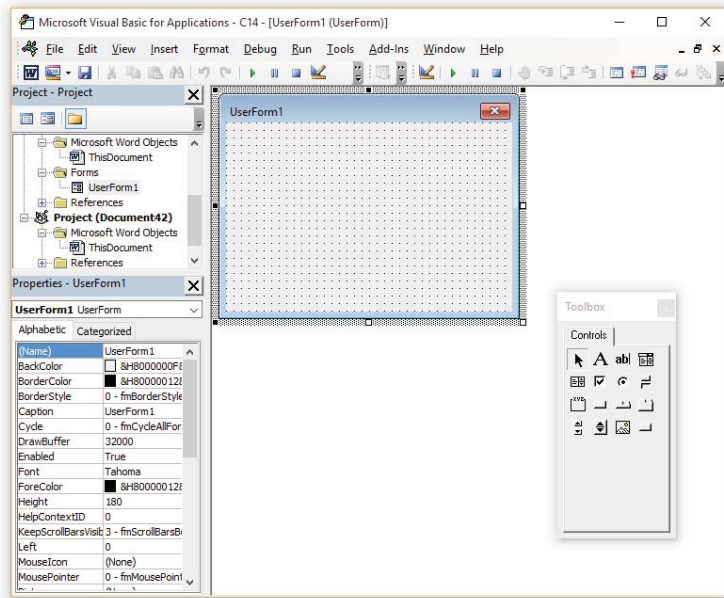 Microsoft Visual Basic for Applications - C14 - [UserForm1 (UserForm)]
File Edit View Insert Format Debug Run Tools Add-Ins Window Help
Project - Project
Microsoft Word Objects
ThisDocument
Forms
UserForm1
References
Project (Document42)
Microsoft Word Objects
ThisDocument
References
Properties - UserForm1
UserForm1 UserForm
Alphabetic Categorized
(Name) UserForm1
BackColor &H8000000F&
BorderColor &H80000012&
BorderStyle 0 - fmBorderStyle
Caption UserForm1
Cycle 0 - fmCycleAllFor
DrawBuffer 32000
Enabled True
Font Tahoma
ForeColor &H80000012&
Height 180
HelpContextID 0
KeepScrollBarsVisib 3 - fmScrollBarsB
Left 0
MouseIcon (None)
MousePointer 0 - fmMousePoint
UserForm1
Toolbox
Controls
A ab
XYZ